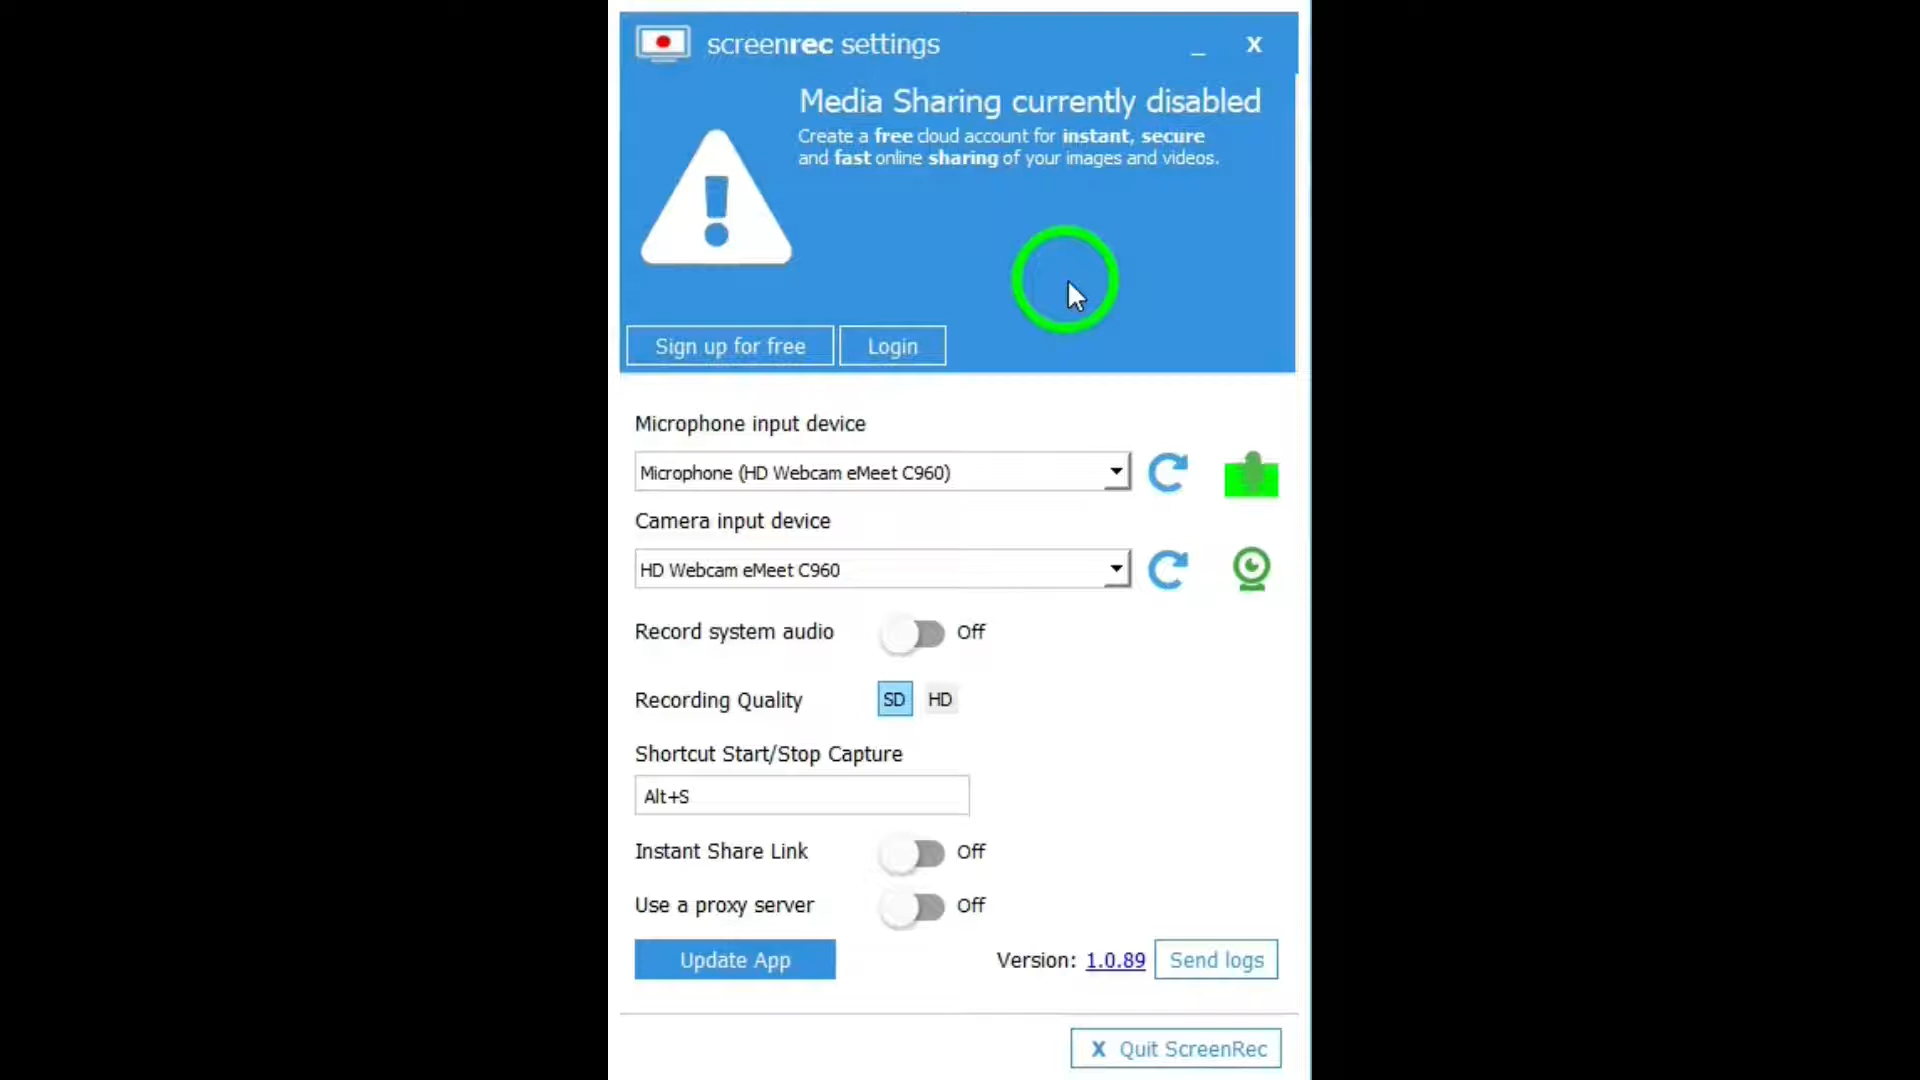 screenrec settings
_ X
Media Sharing currently disabled
Create a free cloud account for instant, secure
and fast online sharing of your images and videos.
Sign up for free
Login
Microphone input device
Microphone (HD Webcam eMeet C960)
Camera input device
HD Webcam eMeet C960
Record system audio Off
Recording Quality SD HD
Shortcut Start/Stop Capture
Alt+S
Instant Share Link Off
Use a proxy server Off
Update App Version: 1.0.89 Send logs
X Quit ScreenRec